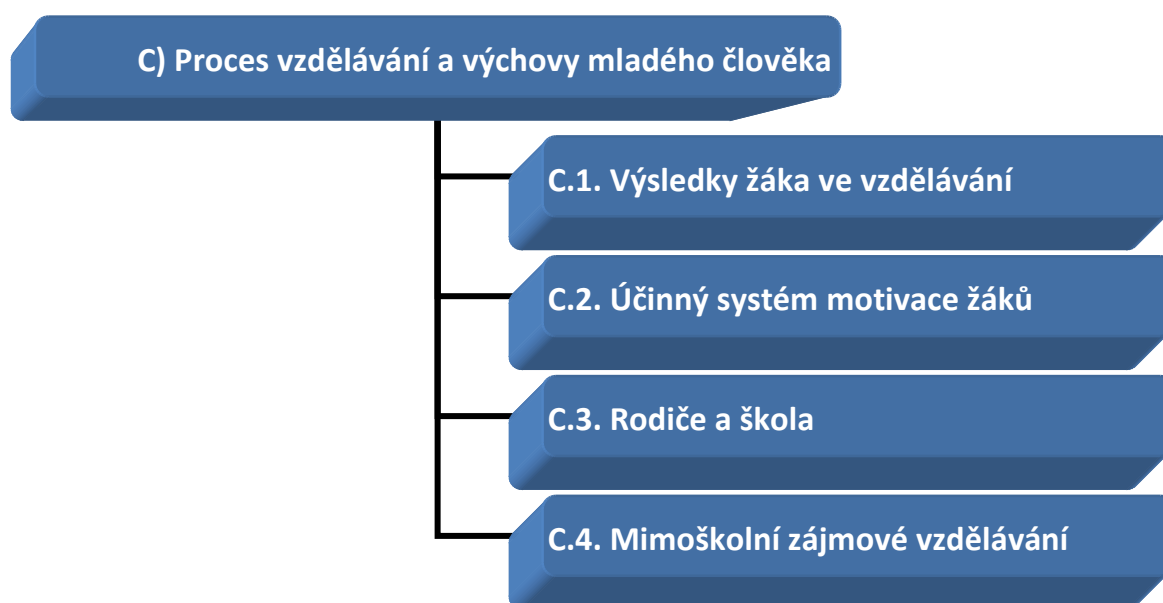 C) Proces vzdělávání a výchovy mladého člověka
C.1. Výsledky žáka ve vzdělávání
C.2. Účinný systém motivace žáků
C.3. Rodiče a škola
C.4. Mimoškolní zájmové vzdělávání